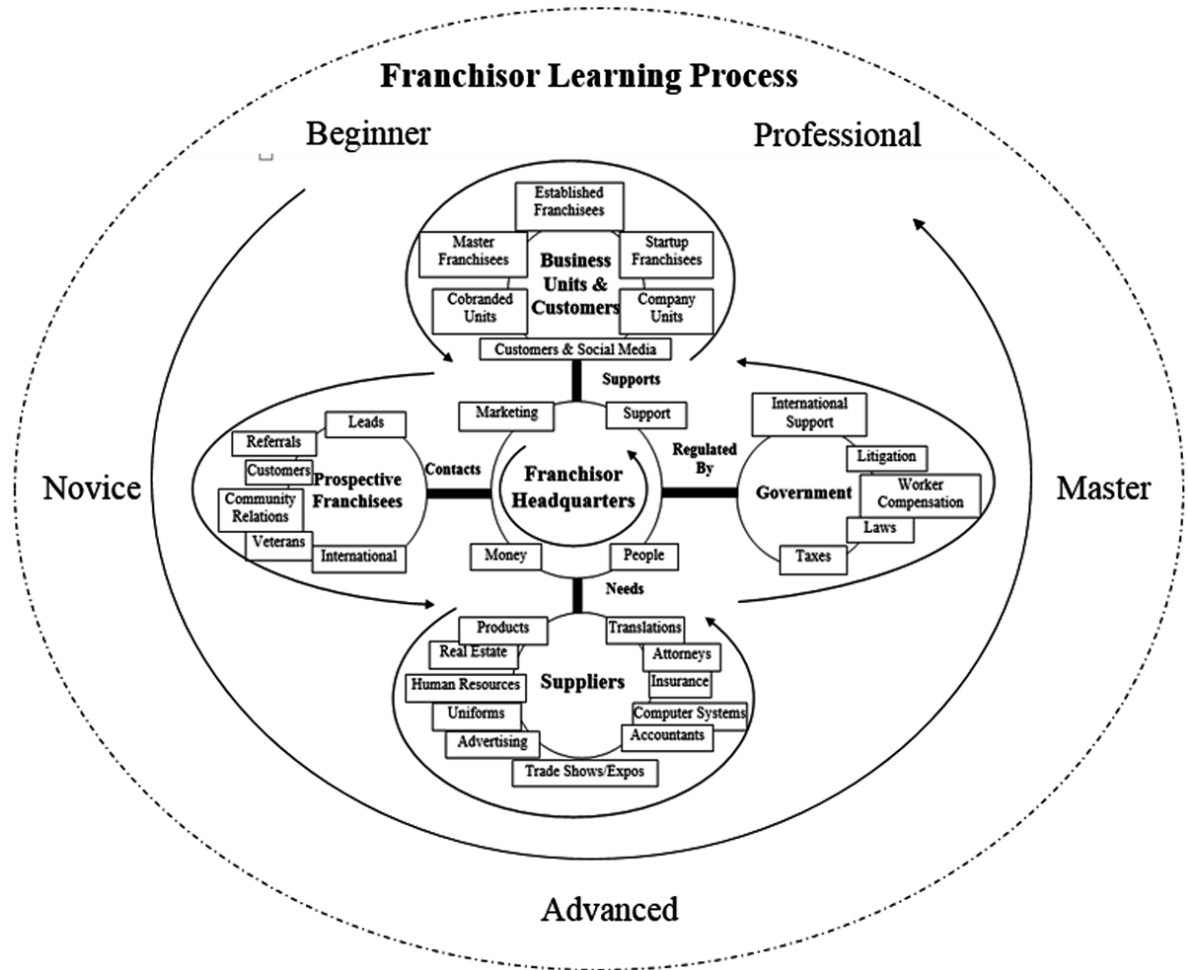 Franchisor Learning Process
Beginner
Professional
Established
Franchisees
Master
Franchisees
Startup
Franchisees
Business
Units &
Customers
Cobranded
Units
Company
Units
Customers & Social Media
Supports
Marketing
Support
International
Support
Leads
Referrals
Customers
Community
Relations
Veterans
International
Prospective
Franchisees
Contacts
Franchisor
Headquarters
Regulated
By
Government
Litigation
Worker
Compensation
Laws
Taxes
Novice
Master
Money
People
Needs
Products
Real Estate
Human Resources
Uniforms
Advertising
Suppliers
Translations
Attorneys
Insurance
Computer Systems
Accountants
Trade Shows/Expos
Advanced